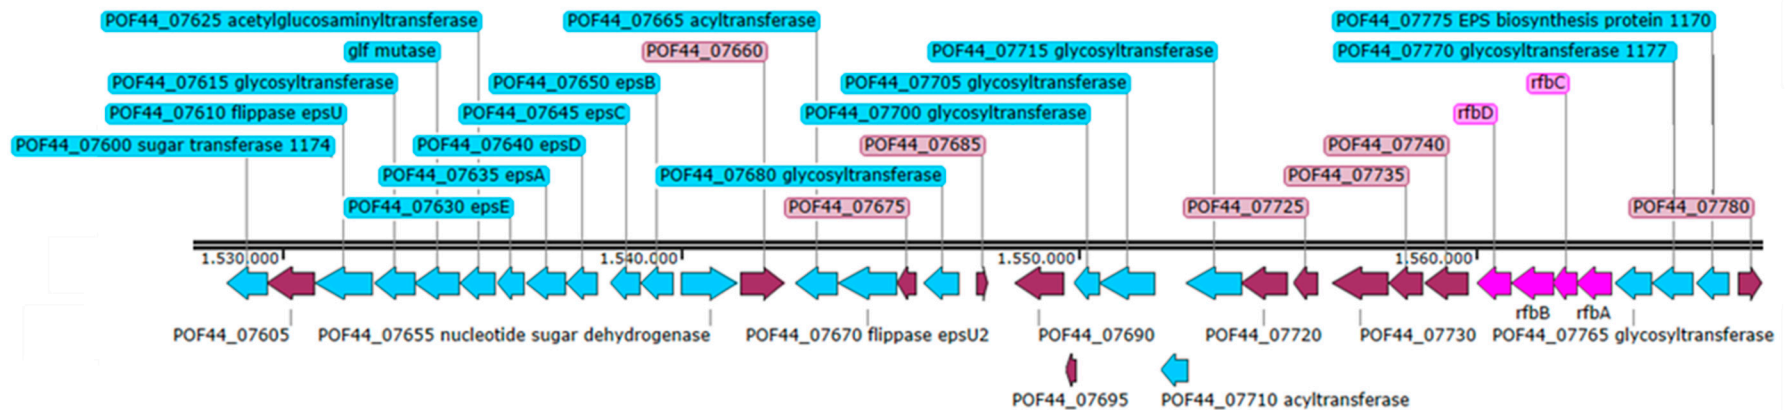 POF44_07625 acetylglucosaminyltransferase
POF44_07665 acyltransferase
POF44_07775 EPS biosynthesis protein 1170
glf mutase
POF44_07660
POF44_07715 glycosyltransferase
POF44_07770 glycosyltransferase 1177
POF44_07615 glycosyltransferase
POF44_07650 epsB
POF44_07705 glycosyltransferase
rfbC
POF44_07610 flippase epsU
POF44_07645 epsC
POF44_07700 glycosyltransferase
rfbD
POF44_07600 sugar transferase 1174
POF44_07640 epsD
POF44_07685
POF44_07740
POF44_07635 epsA
POF44_07680 glycosyltransferase
POF44_07735
POF44_07630 epsE
POF44_07675
POF44_07725
POF44_07780
1.530.000
1.540.000
1.550.000
1.560.000
rfbB
rfbA
POF44_07605
POF44_07655 nucleotide sugar dehydrogenase
POF44_07670 flippase epsU2
POF44_07690
POF44_07720
POF44_07730
POF44_07765 glycosyltransferase
POF44_07695
POF44_07710 acyltransferase